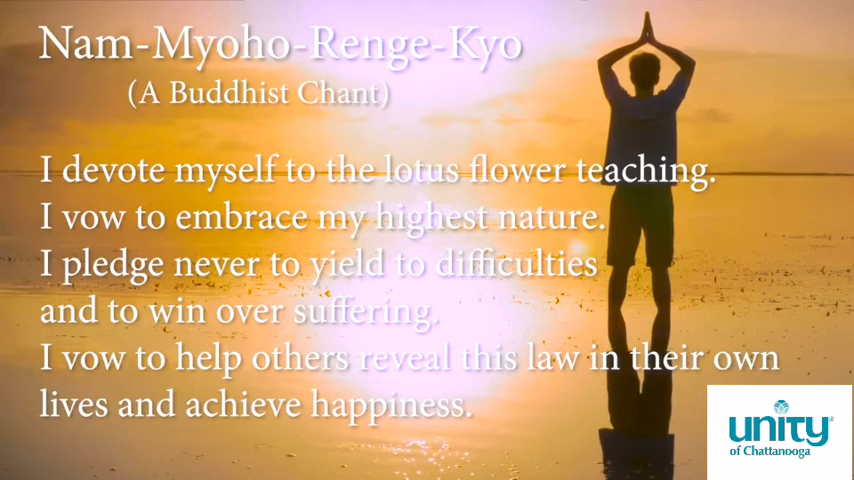 Nam-Myoho-Renge-Kyo
(A Buddhist Chant)
I devote myself to the lotus flower teaching.
I vow to embrace my highest nature.
I pledge never to yield to difficulties
and to win over suffering.
I vow to help others reveal this law in their own
lives and achieve happiness.
unity®
of Chattanooga